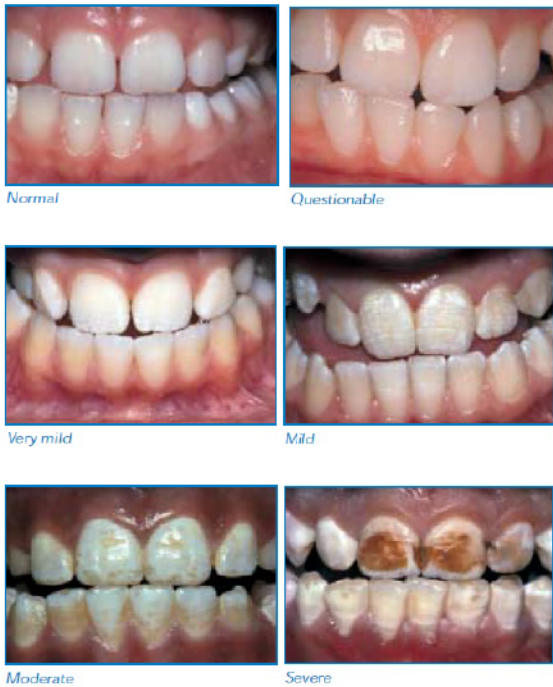 Normal
Questionable
Very mild
Mild
Moderate
Severe